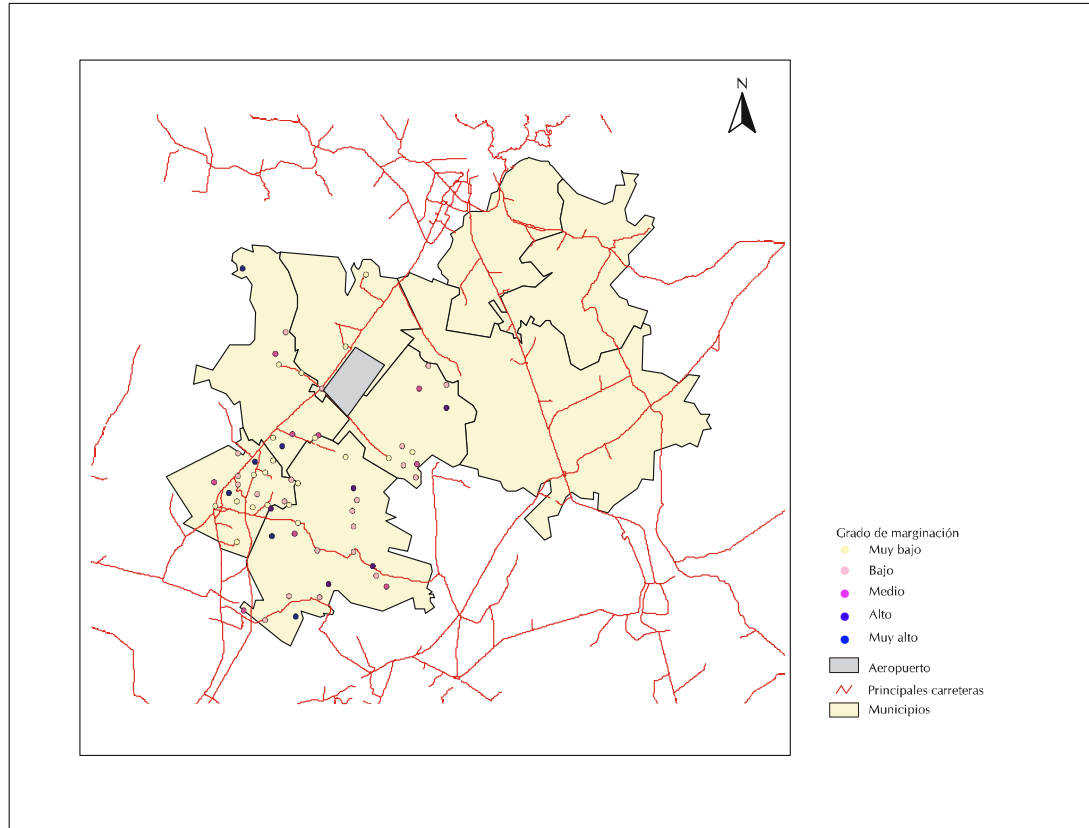 N
Grado de marginación
Muy bajo
Bajo
Medio
Alto
Muy alto
Aeropuerto
Principales carreteras
Municipios